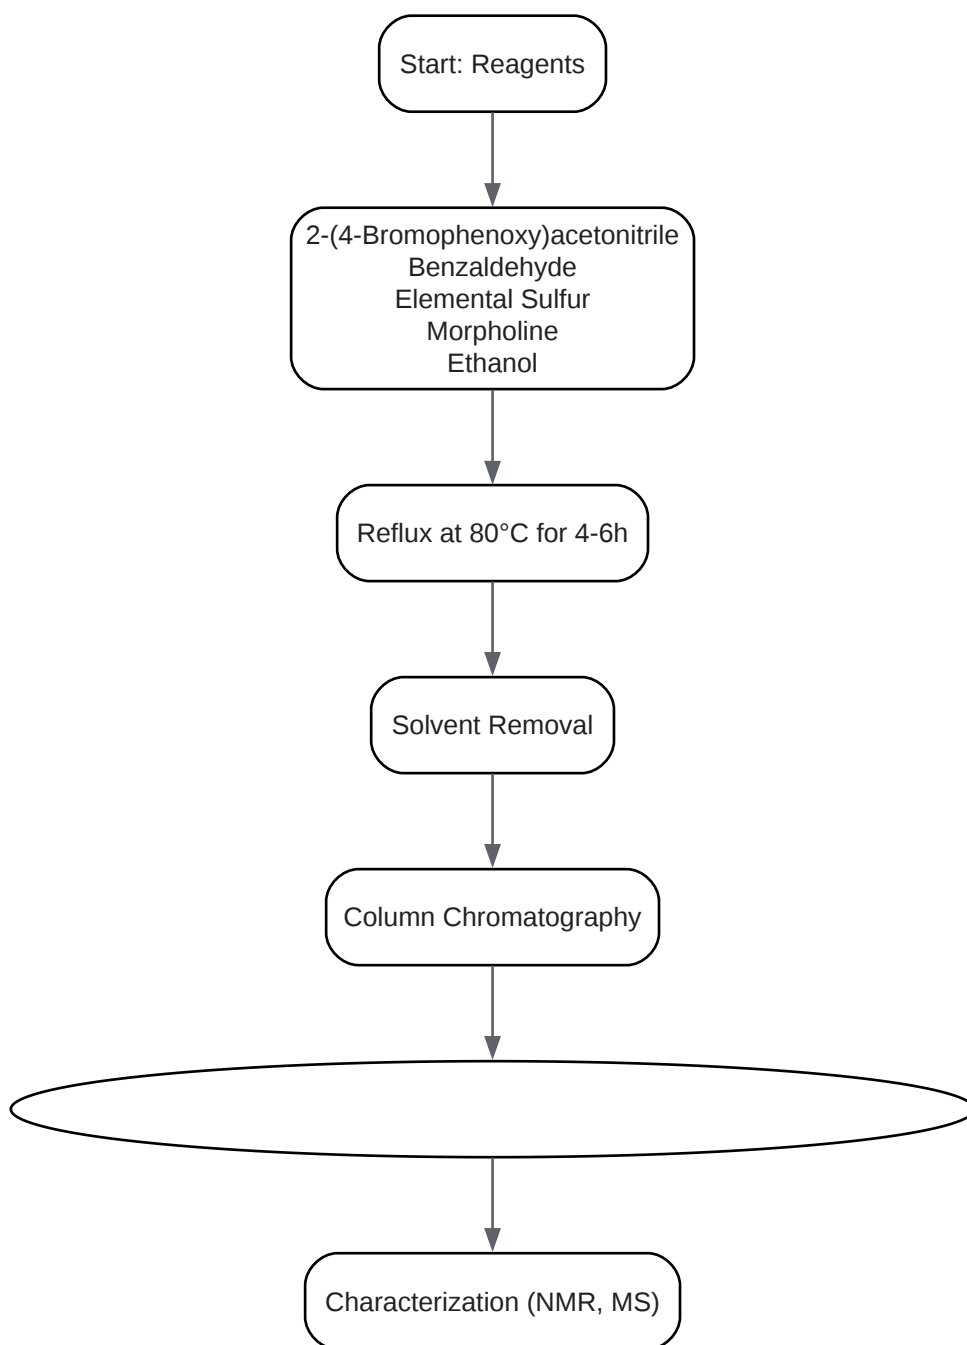 Start: Reagents
2-(4-Bromophenoxy)acetonitrile
Benzaldehyde
Elemental Sulfur
Morpholine
Ethanol
Reflux at 80°C for 4-6h
Solvent Removal
Column Chromatography
Characterization (NMR, MS)